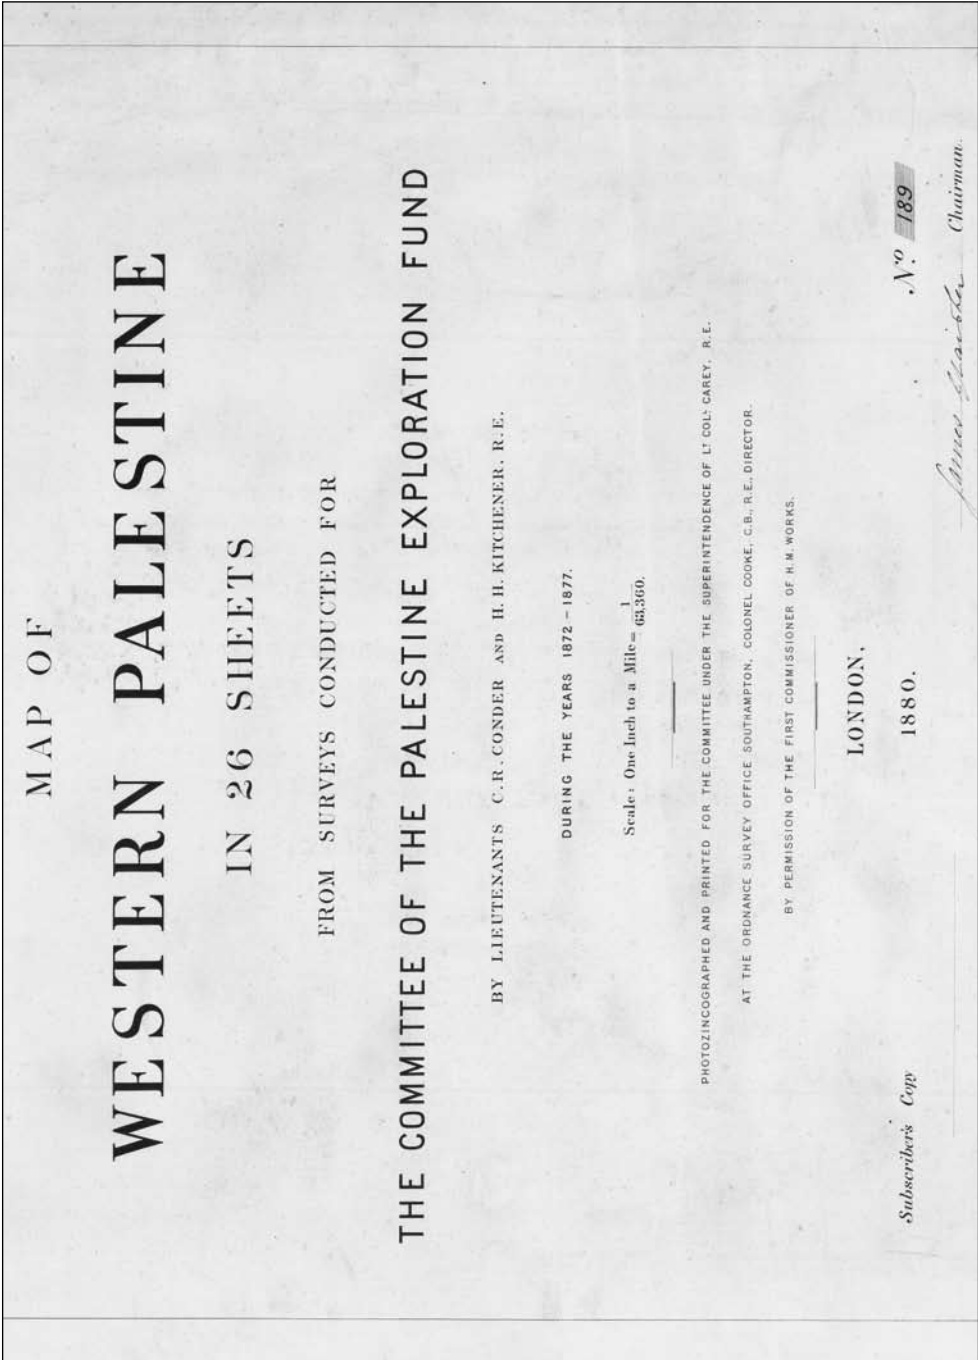 MAP OF
WESTERN PALESTINE
IN 26 SHEETS
FROM SURVEYS CONDUCTED FOR
THE COMMITTEE OF THE PALESTINE EXPLORATION FUND
BY LIEUTENANTS C.R. CONDER AND H. H. KITCHENER. R.E.
DURING THE YEARS 1872-1877.
Scale: One Inch to a Mile = 1/63,360.
PHOTOZINCOGRAPHED AND PRINTED FOR THE COMMITTEE UNDER THE SUPERINTENDENCE OF LT COL: CAREY, R.E.
AT THE ORDNANCE SURVEY OFFICE SOUTHAMPTON, COLONEL COOKE, C.B., R.E., DIRECTOR.
BY PERMISSION OF THE FIRST COMMISSIONER OF H.M. WORKS.
LONDON,
1880.
Subscriber's Copy
No. 189
James Glaisher Chairman.